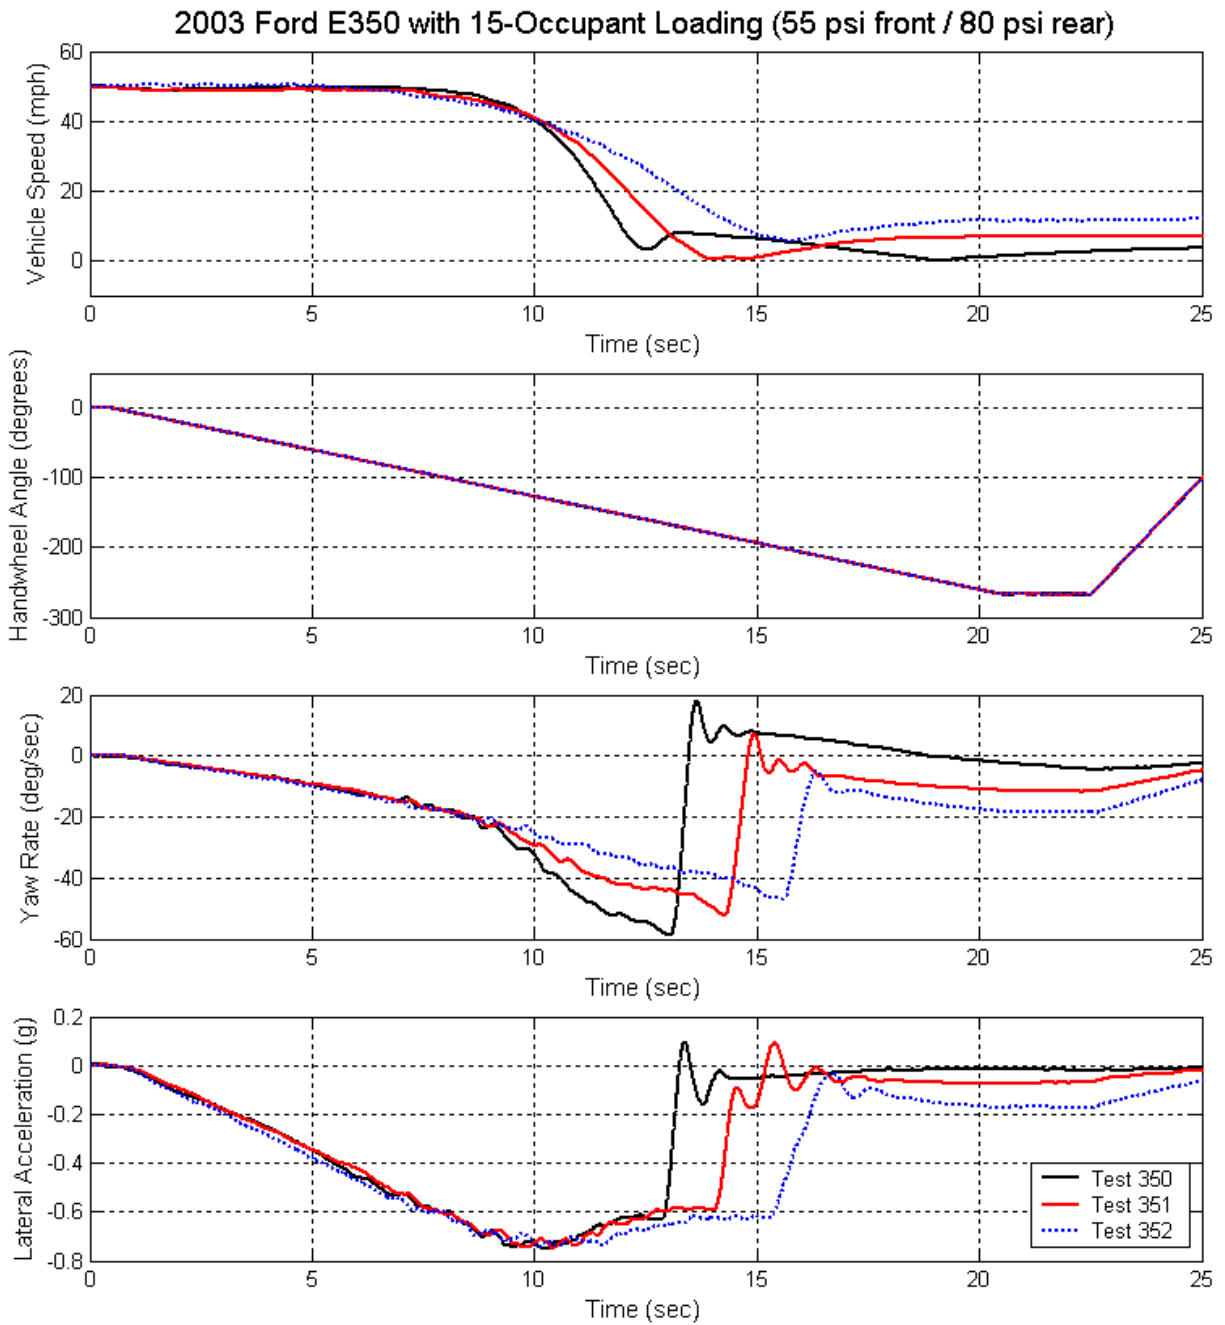 2003 Ford E350 with 15-Occupant Loading (55 psi front / 80 psi rear)
Vehicle Speed (mph)
60
40
20
0
0 5 10 15 20 25
Time (sec)
Handwheel Angle (degrees)
0
-100
-200
-300
0 5 10 15 20 25
Time (sec)
Yaw Rate (deg/sec)
20
0
-20
-40
-60
0 5 10 15 20 25
Time (sec)
Lateral Acceleration (g)
0.2
0
-0.2
-0.4
-0.6
-0.8
Test 350
Test 351
Test 352
0 5 10 15 20 25
Time (sec)